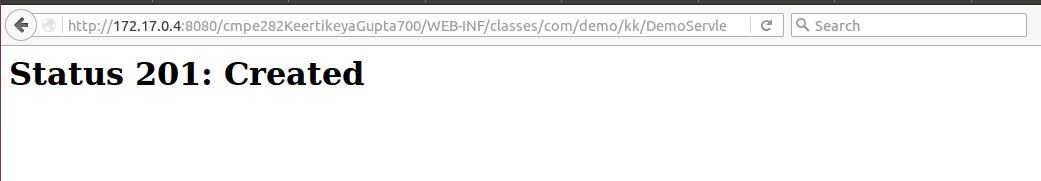 http://172.17.0.4:8080/cmpe282KeertikeyaGupta700/WEB-INF/classes/com/demo/kk/DemoServle
Search
Status 201: Created